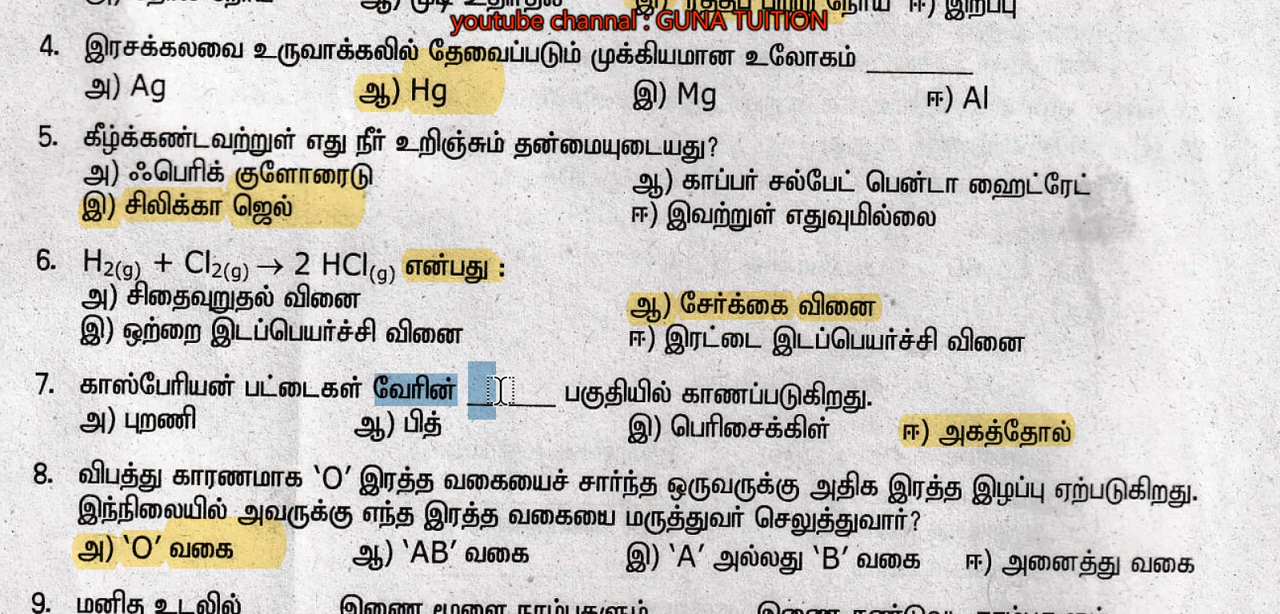 youtube channel : GUNA TUITION
4. இரசக்கலவை உருவாக்கலில் தேவைப்படும் முக்கியமான உலோகம் ________
அ) Ag ஆ) Hg இ) Mg ஈ) Al
5. கீழ்க்கண்டவற்றுள் எது நீர் உறிஞ்சும் தன்மையுடையது?
அ) ஃபெரிக் குளோரைடு ஆ) காப்பர் சல்பேட் பென்டா ஹைட்ரேட்
இ) சிலிக்கா ஜெல் ஈ) இவற்றுள் எதுவுமில்லை
6. H₂(g) + Cl₂(g) → 2 HCl(g) என்பது :
அ) சிதைவுறுதல் வினை ஆ) சேர்க்கை வினை
இ) ஒற்றை இடப்பெயர்ச்சி வினை ஈ) இரட்டை இடப்பெயர்ச்சி வினை
7. காஸ்பேரியன் பட்டைகள் வேரின் ______ பகுதியில் காணப்படுகிறது.
அ) புறணி ஆ) பித் இ) பெரிசைக்கிள் ஈ) அகத்தோல்
8. விபத்து காரணமாக 'O' இரத்த வகையைச் சார்ந்த ஒருவருக்கு அதிக இரத்த இழப்பு ஏற்படுகிறது.
இந்நிலையில் அவருக்கு எந்த இரத்த வகையை மருத்துவர் செலுத்துவார்?
அ) 'O' வகை ஆ) 'AB' வகை இ) 'A' அல்லது 'B' வகை ஈ) அனைத்து வகை
9. மனித உடலில்